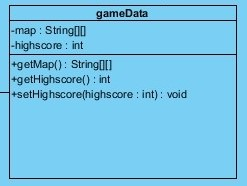 gameData
-map : String[][]
-highscore : int
+getMap() : String[][]
+getHighscore() : int
+setHighscore(highscore : int) : void